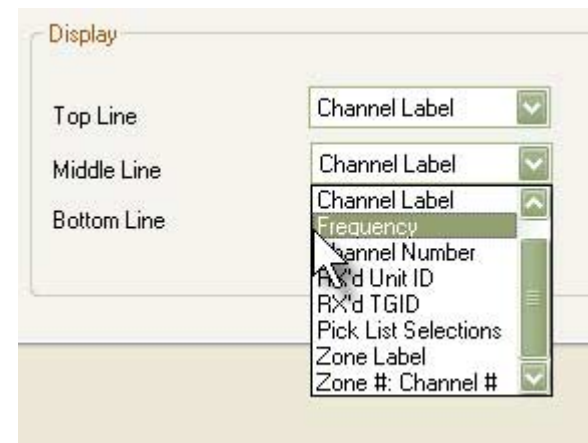 Display
Top Line
Channel Label
Middle Line
Channel Label
Bottom Line
Channel Label
Frequency
Channel Number
RX'd Unit ID
RX'd TGID
Pick List Selections
Zone Label
Zone #: Channel #